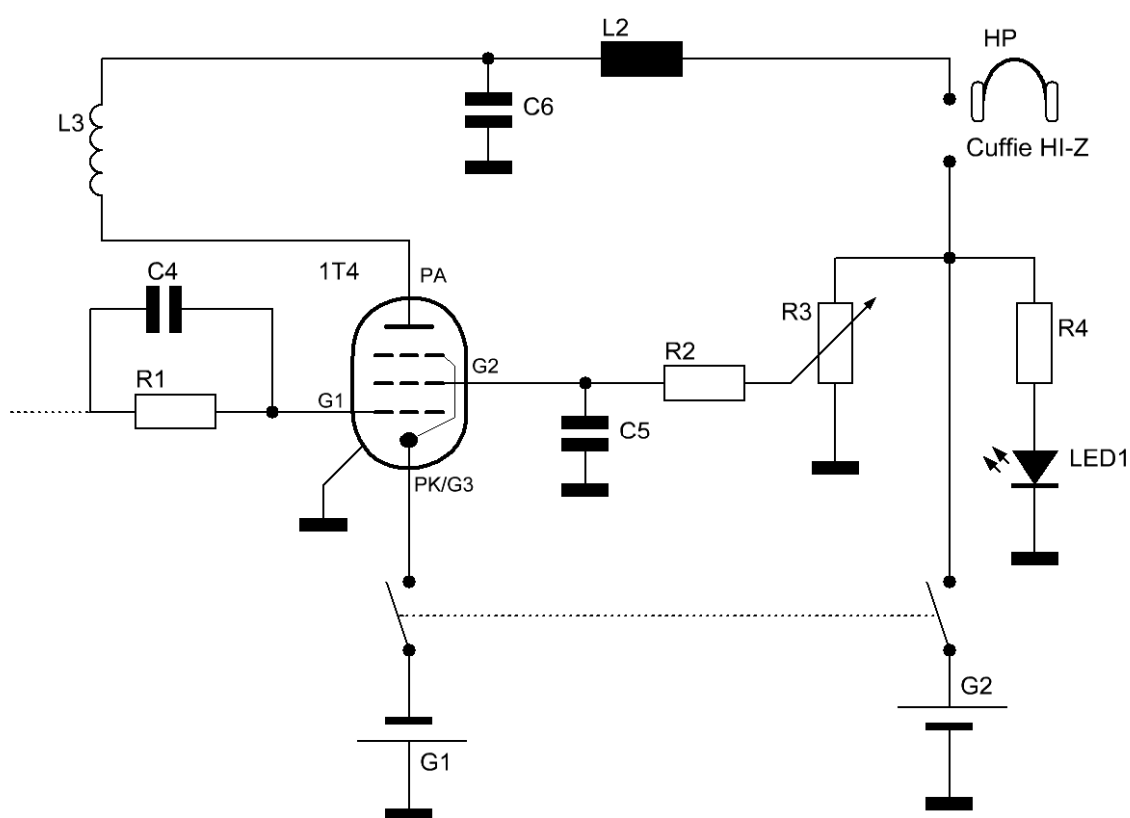 L2
HP
C6
L3
Cuffie HI-Z
1T4
PA
C4
R3
R4
R2
G2
R1
G1
C5
LED1
PK/G3
G2
G1